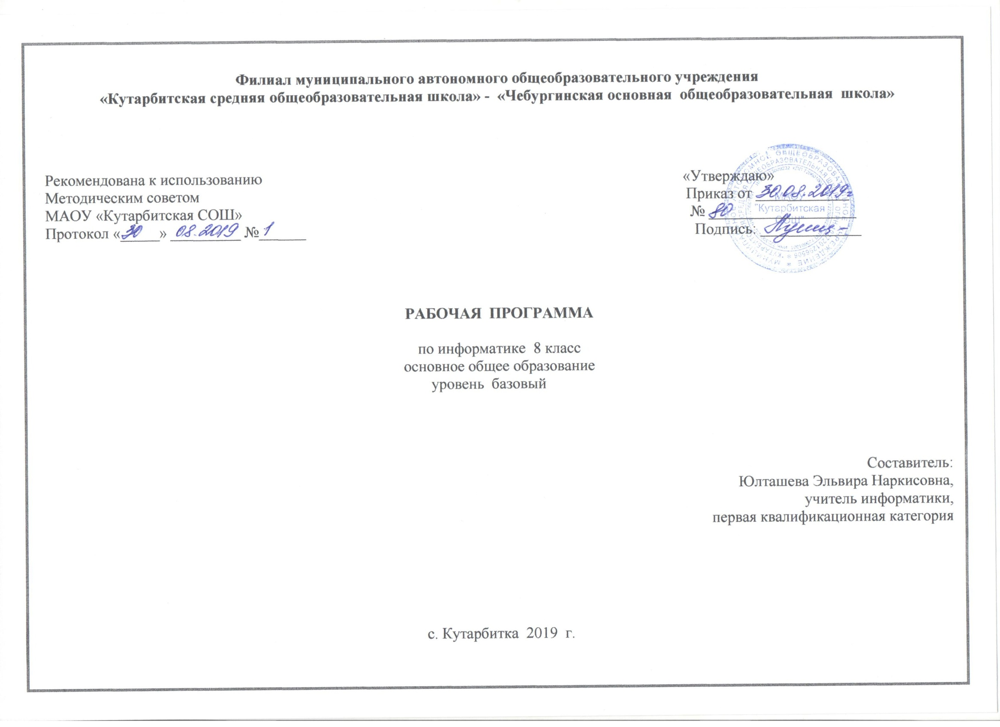 Филиал муниципального автономного общеобразовательного учреждения
«Кутарбитская средняя общеобразовательная школа» - «Чебургинская основная общеобразовательная школа»
Рекомендована к использованию
Методическим советом
МАОУ «Кутарбитская СОШ»
Протокол «30» 08.2019 № 1
«Утверждаю»
Приказ от 30.08.2019г
№ 80
Подпись:
МАОУ
"Кутарбитская
СОШ"
РАБОЧАЯ ПРОГРАММА
по информатике 8 класс
основное общее образование
уровень базовый
Составитель:
Юлташева Эльвира Наркисовна,
учитель информатики,
первая квалификационная категория
с. Кутарбитка 2019 г.